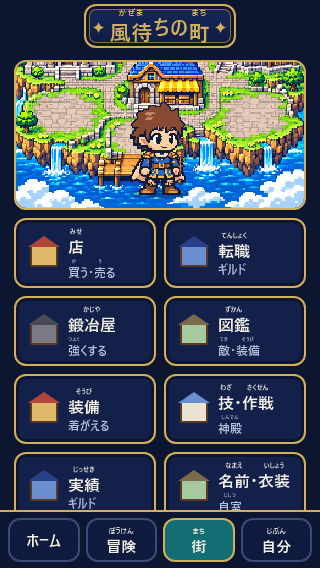 かぜま まち
✦ 風待ちの町 ✦
みせ
店
か う
買う・売る
てんしょく
転職
ギルド
かじや
鍛冶屋
つよく
強くする
ずかん
図鑑
てき そうび
敵・装備
そうび
装備
着がえる
わざ さくせん
技・作戦
しんでん
神殿
じっせき
実績
ギルド
なまえ いしょう
名前・衣装
じしつ
自室
ホーム
ぼうけん
冒険
まち
街
じぶん
自分